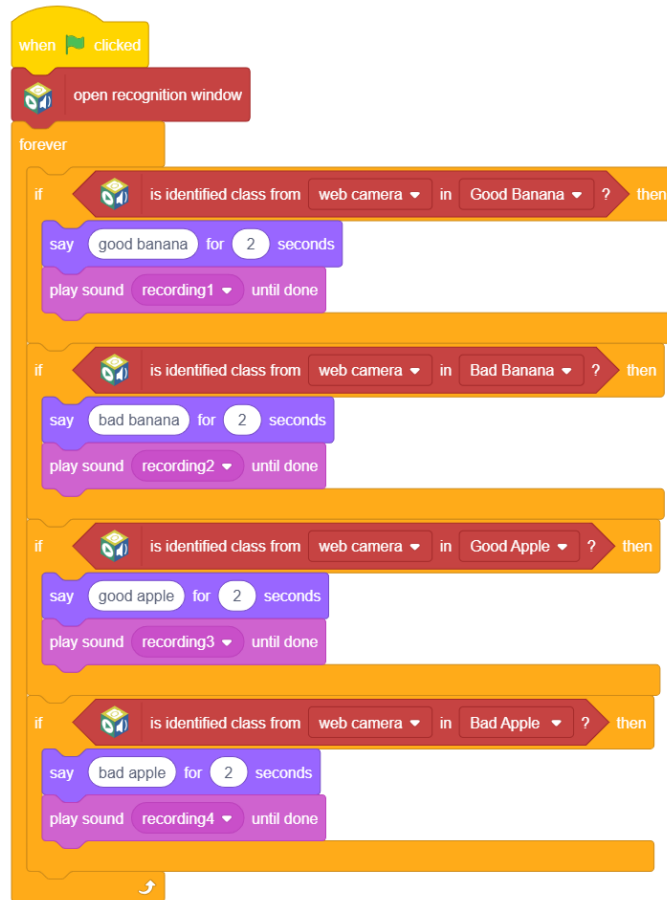 when clicked
open recognition window
forever
if is identified class from web camera in Good Banana ? then
say good banana for 2 seconds
play sound recording1 until done
if is identified class from web camera in Bad Banana ? then
say bad banana for 2 seconds
play sound recording2 until done
if is identified class from web camera in Good Apple ? then
say good apple for 2 seconds
play sound recording3 until done
if is identified class from web camera in Bad Apple ? then
say bad apple for 2 seconds
play sound recording4 until done